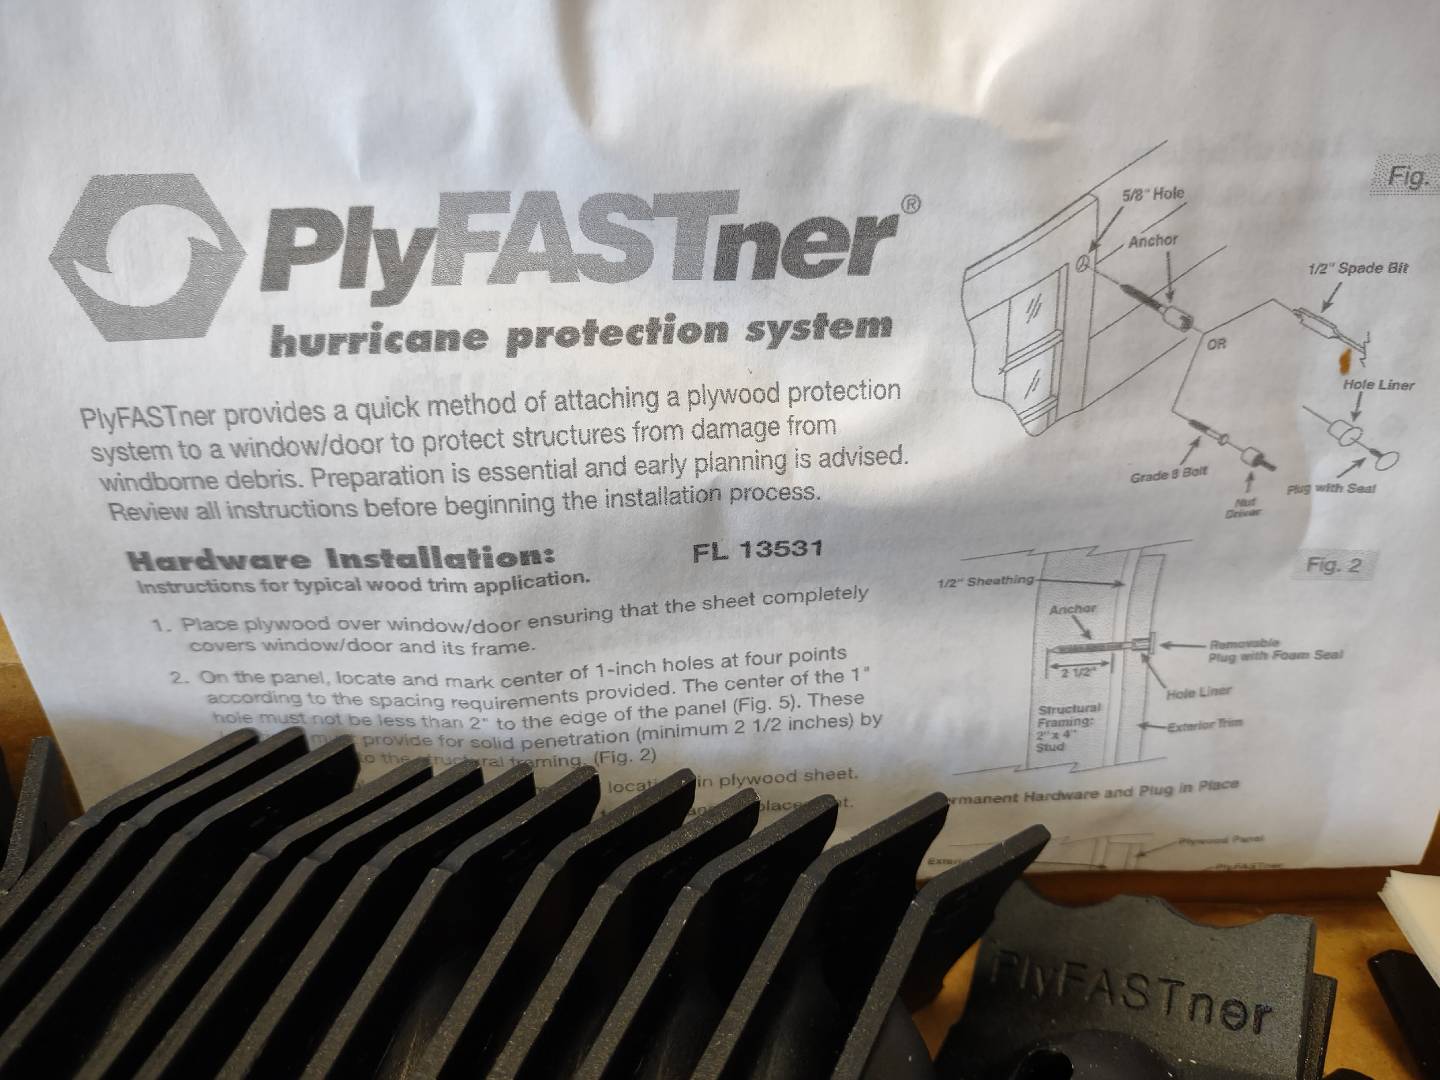 PlyFASTner®
hurricane protection system
PlyFASTner provides a quick method of attaching a plywood protection
system to a window/door to protect structures from damage from
windborne debris. Preparation is essential and early planning is advised.
Review all instructions before beginning the installation process.
Hardware Installation:
FL 13531
Instructions for typical wood trim application.
1. Place plywood over window/door ensuring that the sheet completely
covers window/door and its frame.
2. On the panel, locate and mark center of 1-inch holes at four points
according to the spacing requirements provided. The center of the 1"
hole must not be less than 2" to the edge of the panel (Fig. 5). These
provide for solid penetration (minimum 2 1/2 inches) by
the structural framing. (Fig. 2)
in plywood sheet.
Fig.
5/8" Hole
Anchor
1/2" Spade Bit
OR
Hole Liner
Grade 8 Bolt
Nut
Driver
Plug with Seal
Fig. 2
1/2" Sheathing
Anchor
Removable
Plug with Foam Seal
2 1/2"
Hole Liner
Structural
Framing:
2" x 4"
Stud
Exterior Trim
Hardware and Plug in Place
Plywood Panel
PlyFASTner
PlyFASTner